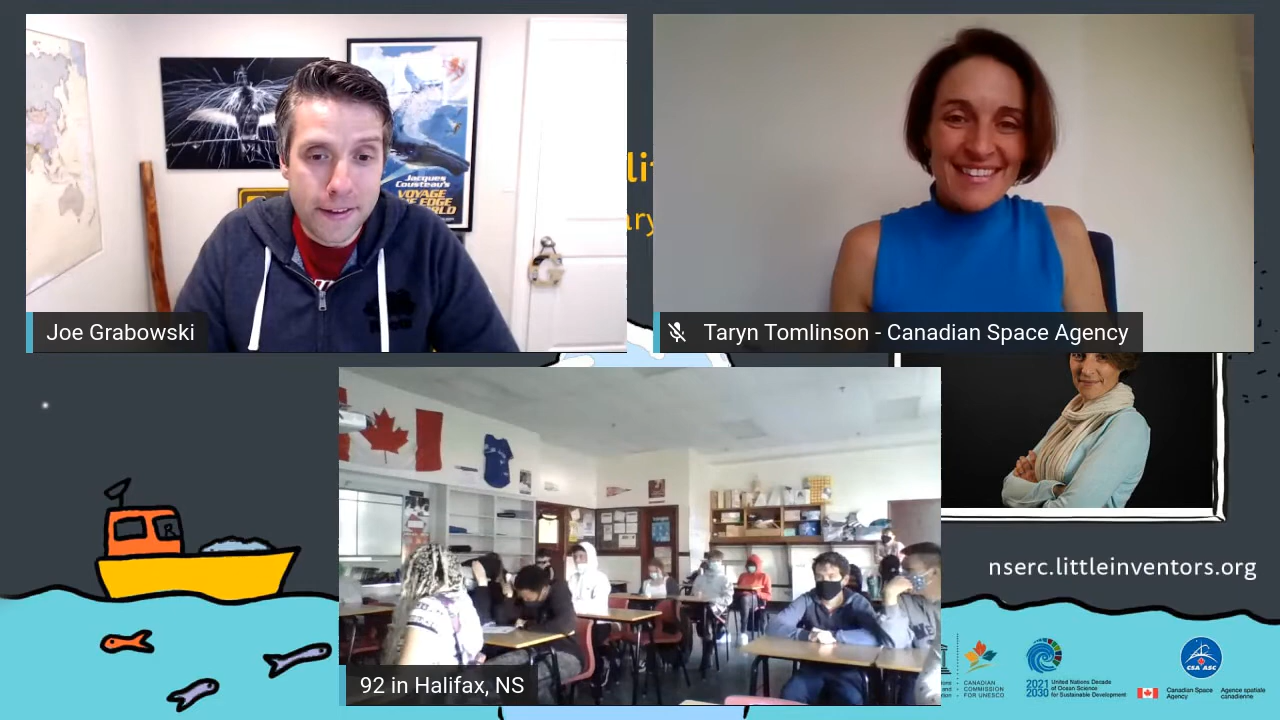 Jacques
Cousteau's
VOYAGE
Joe Grabowski
Taryn Tomlinson - Canadian Space Agency
R
nserc.littleinventors.org
92 in Halifax, NS
CANADIAN
COMMISSION
FOR UNESCO
2021
2030
United Nations Decade
of Ocean Science
for Sustainable Development
CSA ASC
Canadian Space
Agency
Agence spatiale
canadienne